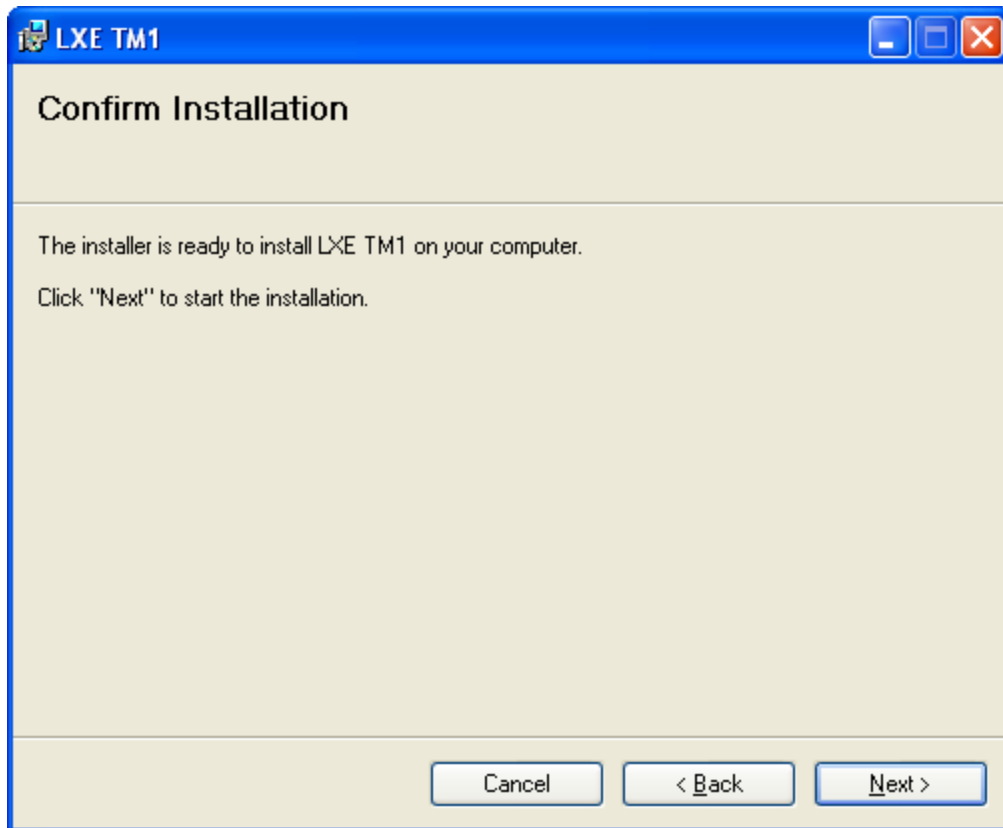 LXE TM1
Confirm Installation
The installer is ready to install LXE TM1 on your computer.
Click "Next" to start the installation.
Cancel
< Back
Next >